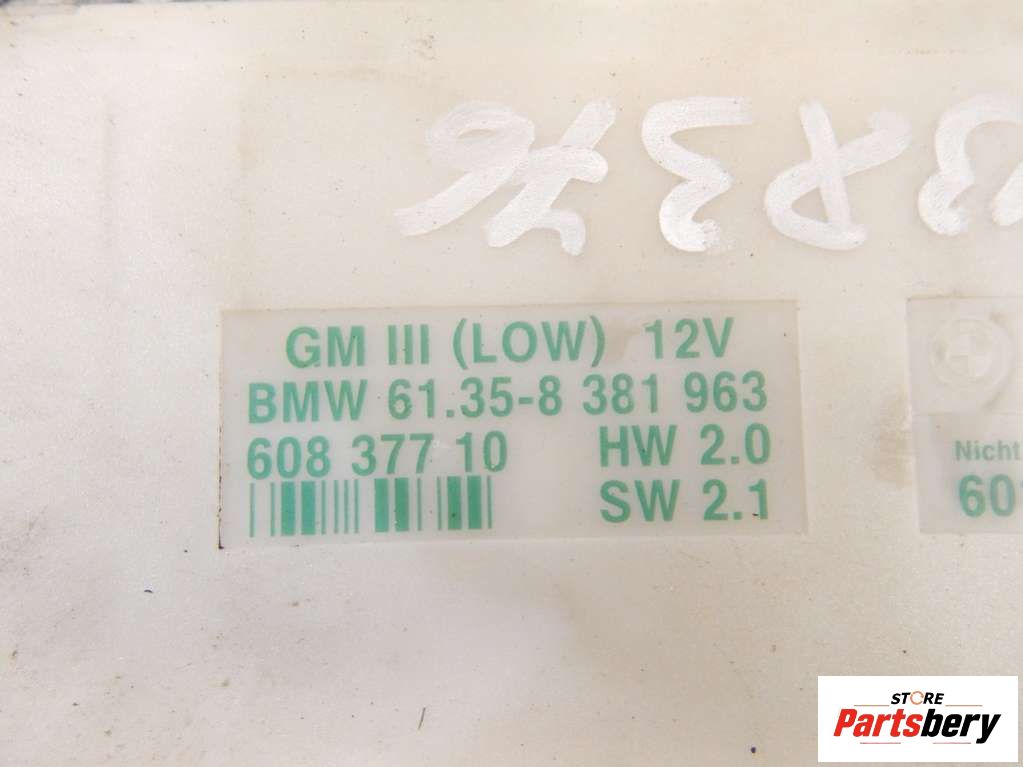 GM III (LOW) 12V
BMW 61.35-8 381 963
608 377 10 HW 2.0
SW 2.1
Nicht
STORE
Partsbery